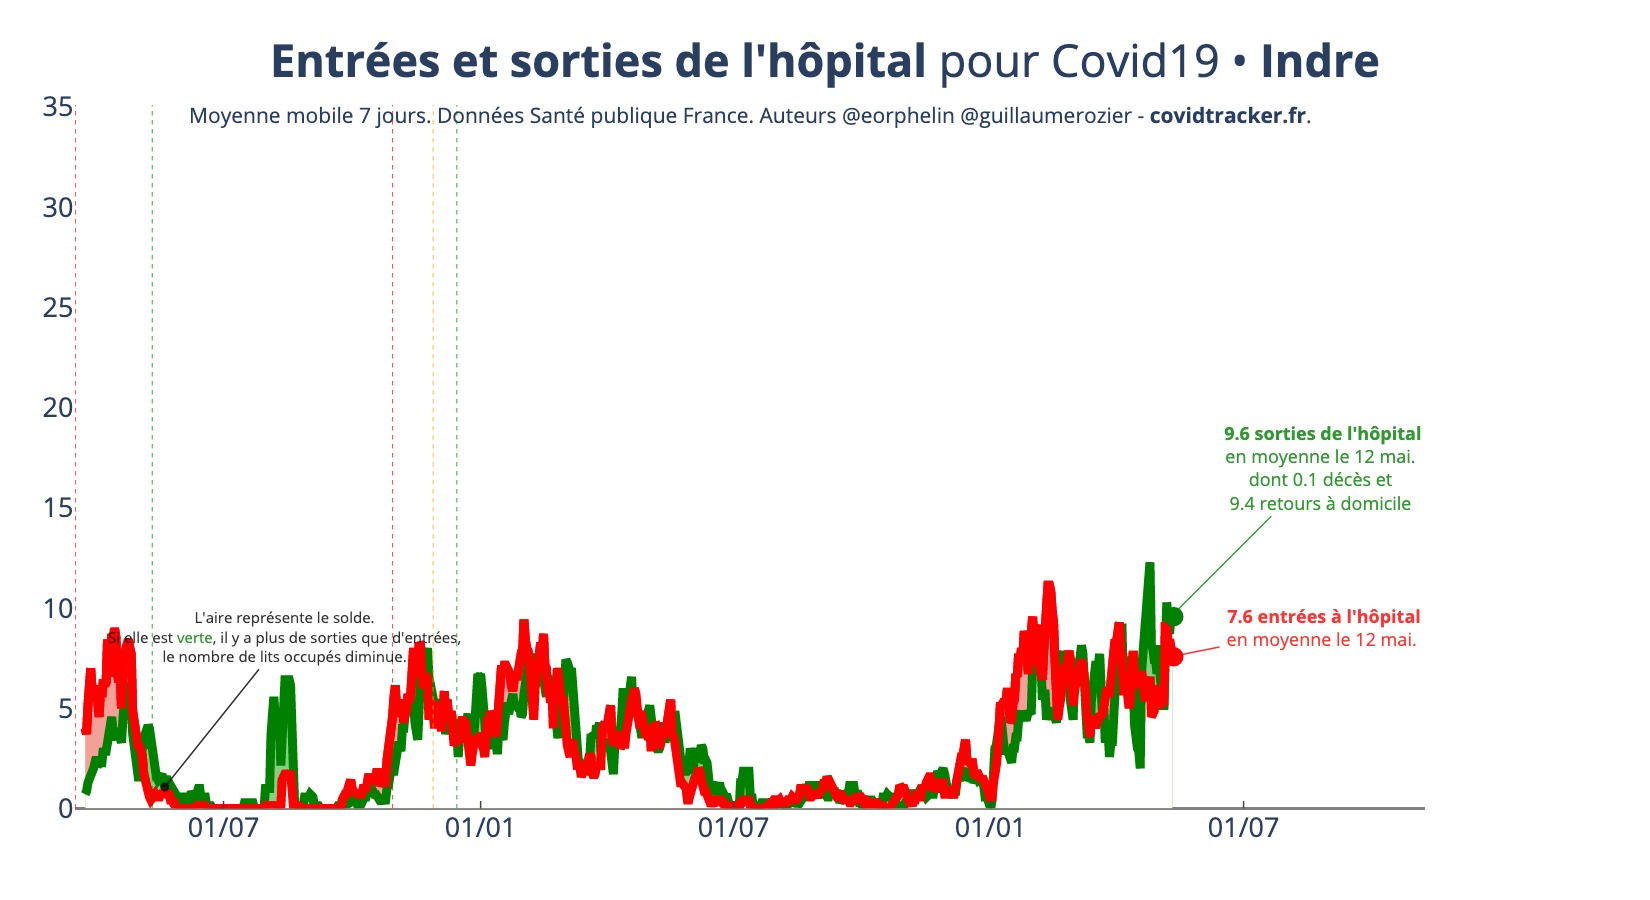 Entrées et sorties de l'hôpital pour Covid19 • Indre
Moyenne mobile 7 jours. Données Santé publique France. Auteurs @eorphelin @guillaumerozier - covidtracker.fr.
35
30
25
20
15
10
5
0
9.6 sorties de l'hôpital
en moyenne le 12 mai.
dont 0.1 décès et
9.4 retours à domicile
L'aire représente le solde.
Si elle est verte, il y a plus de sorties que d'entrées,
le nombre de lits occupés diminue.
7.6 entrées à l'hôpital
en moyenne le 12 mai.
01/07 01/01 01/07 01/01 01/07